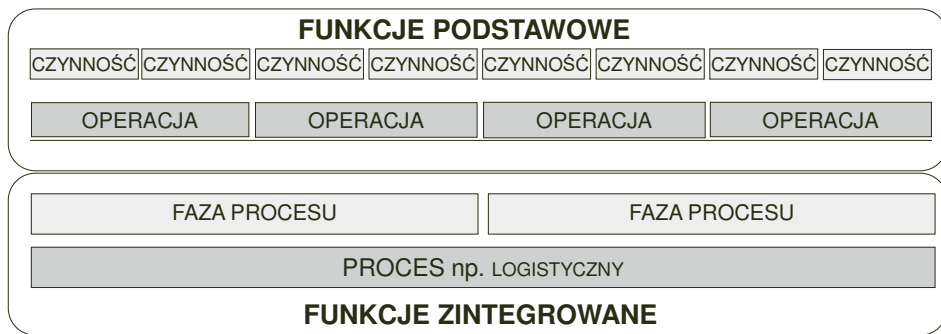 FUNKCJE PODSTAWOWE
CZYNNOŚĆ CZYNNOŚĆ CZYNNOŚĆ CZYNNOŚĆ CZYNNOŚĆ CZYNNOŚĆ CZYNNOŚĆ CZYNNOŚĆ
OPERACJA OPERACJA OPERACJA OPERACJA
FAZA PROCESU FAZA PROCESU
PROCES np. LOGISTYCZNY
FUNKCJE ZINTEGROWANE